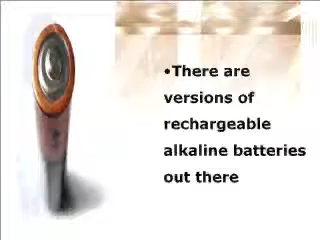 •There are
versions of
rechargeable
alkaline batteries
out there